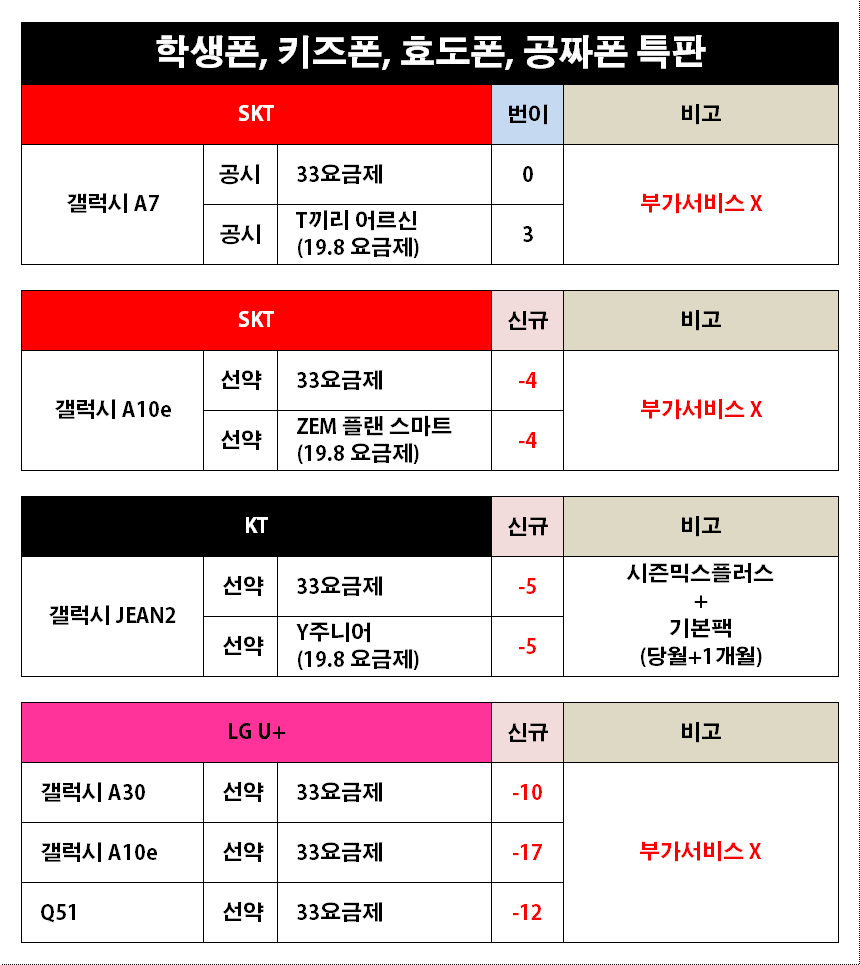 학생폰, 키즈폰, 효도폰, 공짜폰 특판
SKT 번이 비고
갤럭시 A7 공시 33요금제 0 부가서비스 X
공시 T끼리 어르신
(19.8 요금제) 3
SKT 신규 비고
갤럭시 A10e 선약 33요금제 -4 부가서비스 X
선약 ZEM 플랜 스마트
(19.8 요금제) -4
KT 신규 비고
갤럭시 JEAN2 선약 33요금제 -5 시즌믹스플러스
+
기본팩
(당월+1개월)
선약 Y주니어
(19.8 요금제) -5
LG U+ 신규 비고
갤럭시 A30 선약 33요금제 -10 부가서비스 X
갤럭시 A10e 선약 33요금제 -17
Q51 선약 33요금제 -12